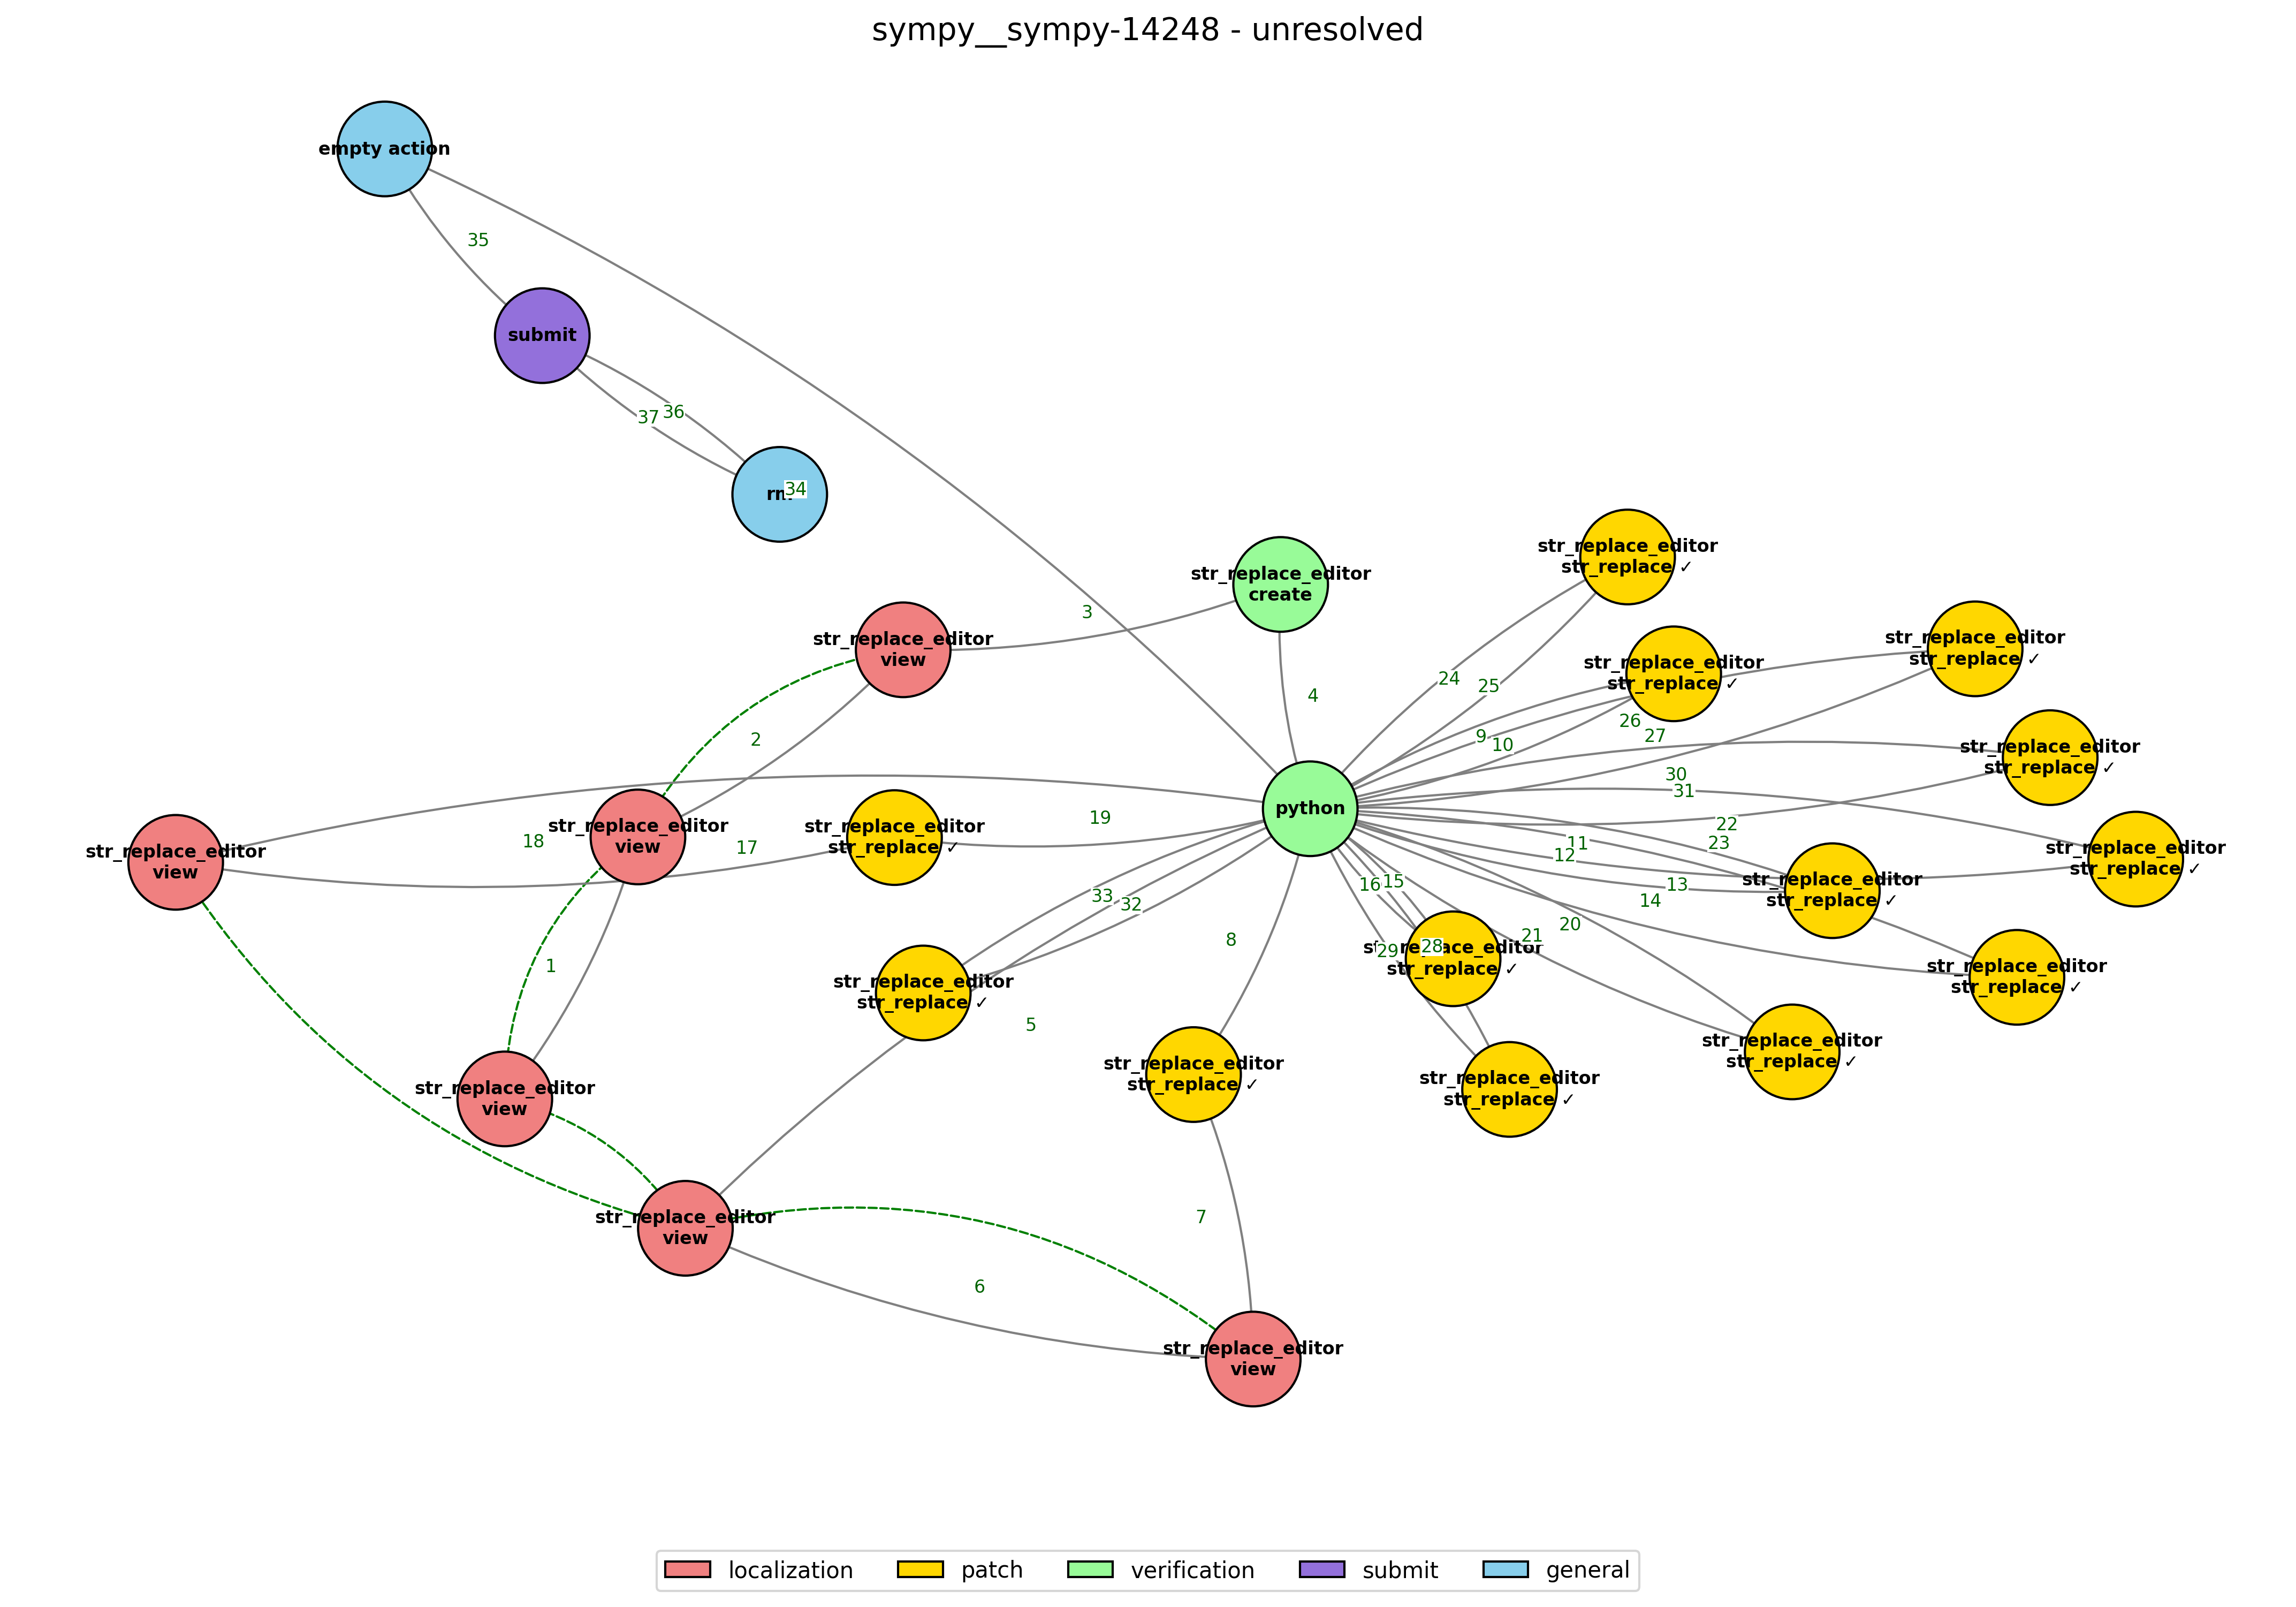 sympy__sympy-14248 - unresolved
empty action
35
submit
37
36
rm
34
str_replace_editor
create
3
str_replace_editor
str_replace ✓
str_replace_editor
view
str_replace_editor
str_replace ✓
str_replace_editor
str_replace ✓
4
24
25
26
27
9
10
2
str_replace_editor
str_replace ✓
30
31
python
19
22
23
11
12
18
str_replace_editor
view
17
str_replace_editor
str_replace ✓
str_replace_editor
view
str_replace_editor
str_replace ✓
16
15
13
str_replace_editor
str_replace ✓
33
32
14
20
21
8
29
28
str_replace_editor
str_replace ✓
1
str_replace_editor
str_replace ✓
str_replace_editor
str_replace ✓
5
str_replace_editor
str_replace ✓
str_replace_editor
str_replace ✓
str_replace_editor
str_replace ✓
str_replace_editor
view
7
str_replace_editor
view
6
str_replace_editor
view
localization
patch
verification
submit
general